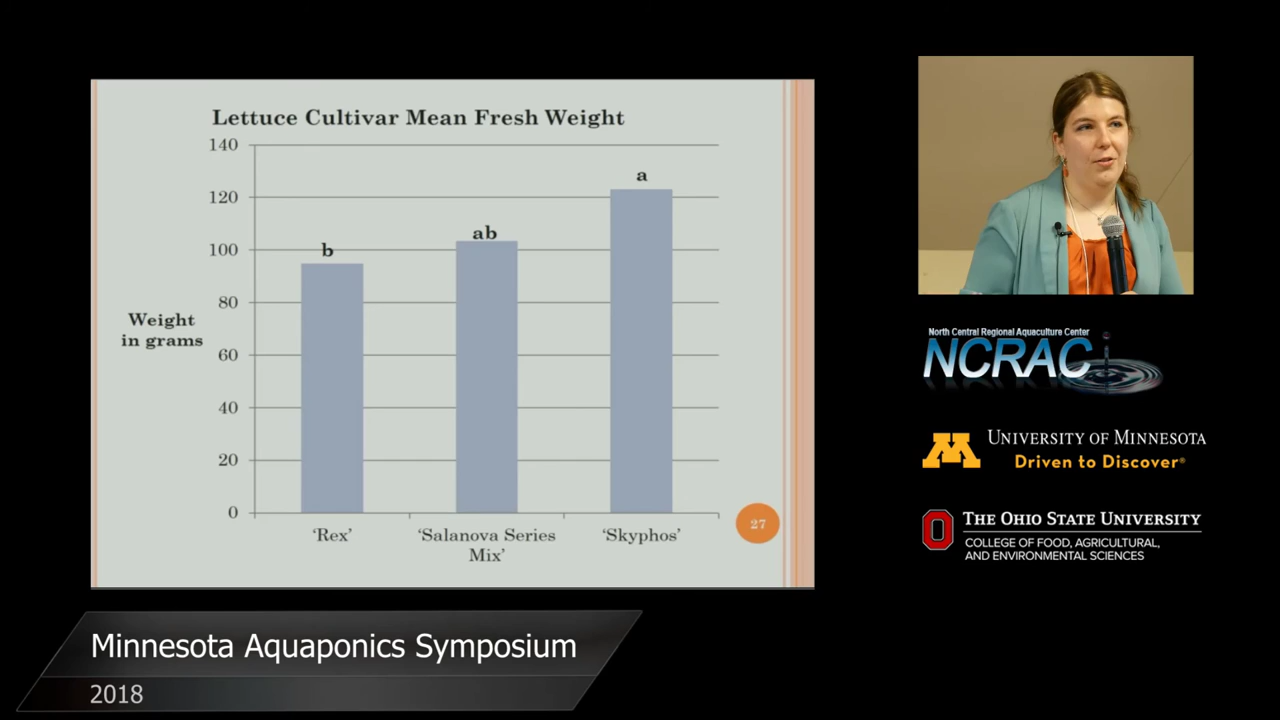 Lettuce Cultivar Mean Fresh Weight
140
120
100
80
60
40
20
0
Weight
in grams
b
ab
a
‘Rex’
‘Salanova Series
Mix’
‘Skyphos’
27
North Central Regional Aquaculture Center
NCRAC
M
UNIVERSITY OF MINNESOTA
Driven to Discover®
O
THE OHIO STATE UNIVERSITY
COLLEGE OF FOOD, AGRICULTURAL,
AND ENVIRONMENTAL SCIENCES
Minnesota Aquaponics Symposium
2018